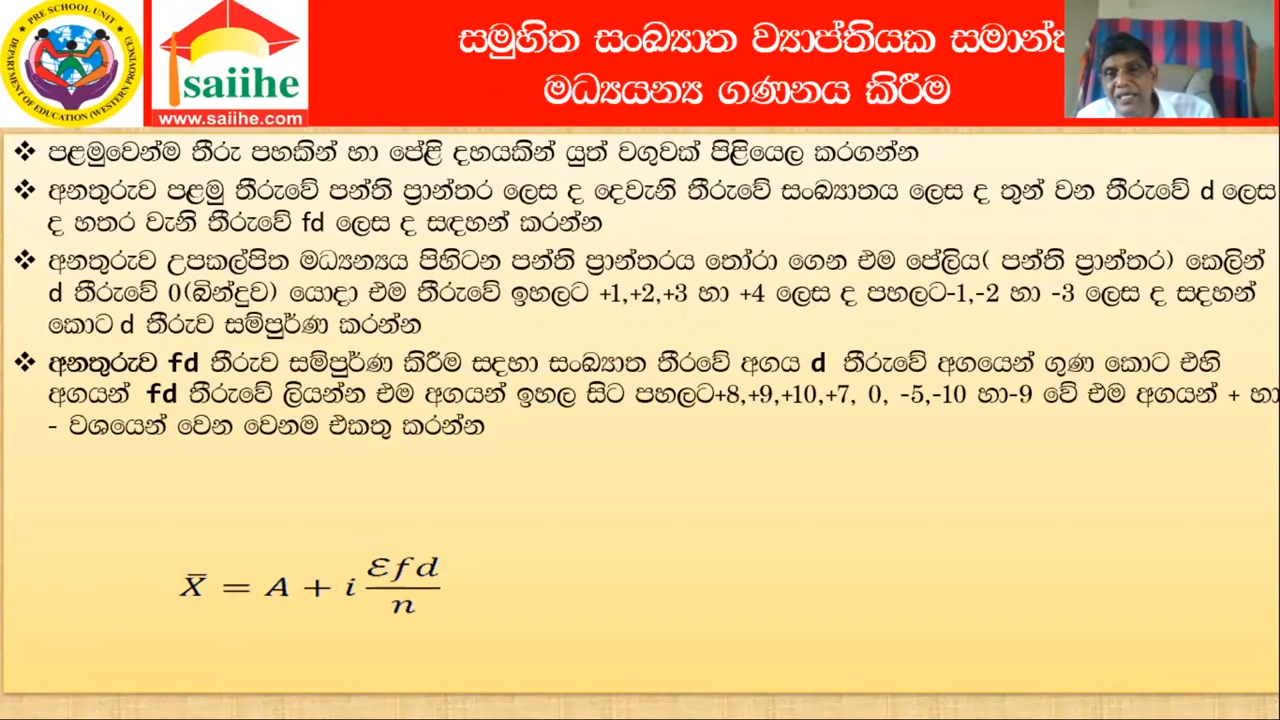 PRE SCHOOL UNIT
DEPARTMENT OF EDUCATION (WESTERN PROVINCE)
saiihe
www.saiihe.com
සමූහිත සංඛ්‍යාත ව්‍යාප්තියක
මධ්‍යයන්‍ය ගණනය කිරීම
❖ පළමුවෙන්ම තීරු පහකින් හා පේළි දහයකින් යුත් වගුවක් පිළියෙල කරගන්න
❖ අනතුරුව පළමු තීරුවේ පන්ති ප්‍රාන්තර ලෙස ද දෙවැනි තීරුවේ සංඛ්‍යාතය ලෙස ද තුන් වන තීරුවේ d ලෙස
ද හතර වැනි තීරුවේ fd ලෙස ද සඳහන් කරන්න
❖ අනතුරුව උපකල්පිත මධ්‍යන්‍යය පිහිටන පන්ති ප්‍රාන්තරය තෝරා ගෙන එම පේලිය( පන්ති ප්‍රාන්තර) කෙලින්
d තීරුවේ 0(බින්දුව) යොදා එම තීරුවේ ඉහලට +1,+2,+3 හා +4 ලෙස ද පහලට-1,-2 හා -3 ලෙස ද සඳහන්
කොට d තීරුව සම්පුර්ණ කරන්න
❖ අනතුරුව fd තීරුව සම්පුර්ණ කිරීම සඳහා සංඛ්‍යාත තීරවේ අගය d තීරුවේ අගයෙන් ගුණ කොට එහි
අගයන් fd තීරුවේ ලියන්න එම අගයන් ඉහල සිට පහලට+8,+9,+10,+7, 0, -5,-10 හා-9 වේ එම අගයන් + හා
- වශයෙන් වෙන වෙනම එකතු කරන්න
X̅ = A + i Ɛfd/n